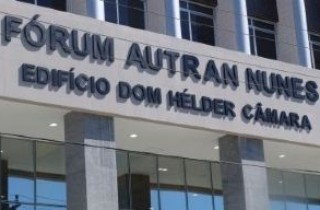 FÓRUM AUTRAN NUNES
EDIFÍCIO DOM HÉLDER CÂMARA